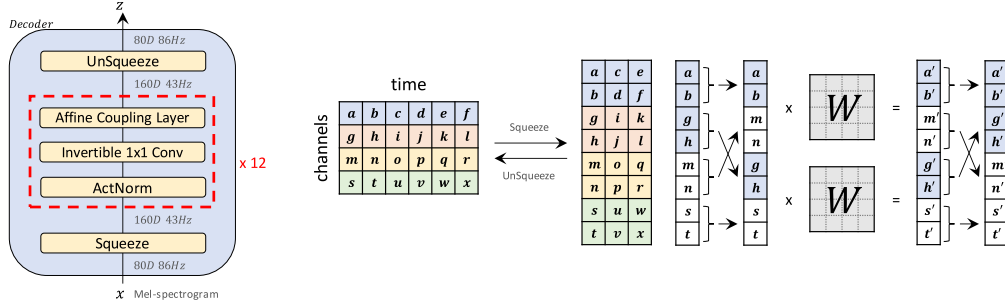 Decoder
z
80D 86Hz
UnSqueeze
160D 43Hz
Affine Coupling Layer
Invertible 1x1 Conv
ActNorm
x 12
160D 43Hz
Squeeze
80D 86Hz
x Mel-spectrogram
time
channels
a b c d e f
g h i j k l
m n o p q r
s t u v w x
Squeeze
UnSqueeze
a c e
b d f
g i k
h j l
m o q
n p r
s u w
t v x
a
b
g
h
m
n
s
t
a
b
m
n
g
h
s
t
x W =
x W =
a'
b'
m'
n'
g'
h'
s'
t'
a'
b'
g'
h'
m'
n'
s'
t'